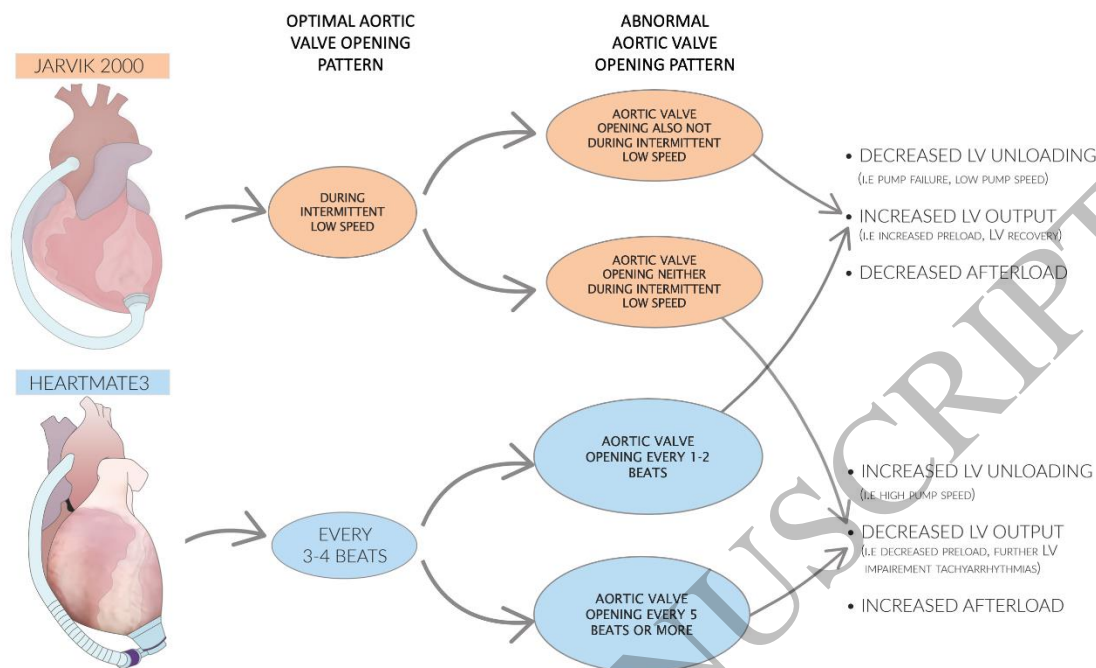 OPTIMAL AORTIC
VALVE OPENING
PATTERN
ABNORMAL
AORTIC VALVE
OPENING PATTERN
JARVIK 2000
DURING
INTERMITTENT
LOW SPEED
AORTIC VALVE
OPENING ALSO NOT
DURING INTERMITTENT
LOW SPEED
AORTIC VALVE
OPENING NEITHER
DURING INTERMITTENT
LOW SPEED
• DECREASED LV UNLOADING
(I.E PUMP FAILURE, LOW PUMP SPEED)
• INCREASED LV OUTPUT
(I.E INCREASED PRELOAD, LV RECOVERY)
• DECREASED AFTERLOAD
HEARTMATE3
EVERY
3-4 BEATS
AORTIC VALVE
OPENING EVERY 1-2
BEATS
AORTIC VALVE
OPENING EVERY 5
BEATS OR MORE
• INCREASED LV UNLOADING
(I.E HIGH PUMP SPEED)
• DECREASED LV OUTPUT
(I.E DECREASED PRELOAD, FURTHER LV
IMPAIREMENT TACHYARRHYTHMIAS)
• INCREASED AFTERLOAD
NUSCRIPT